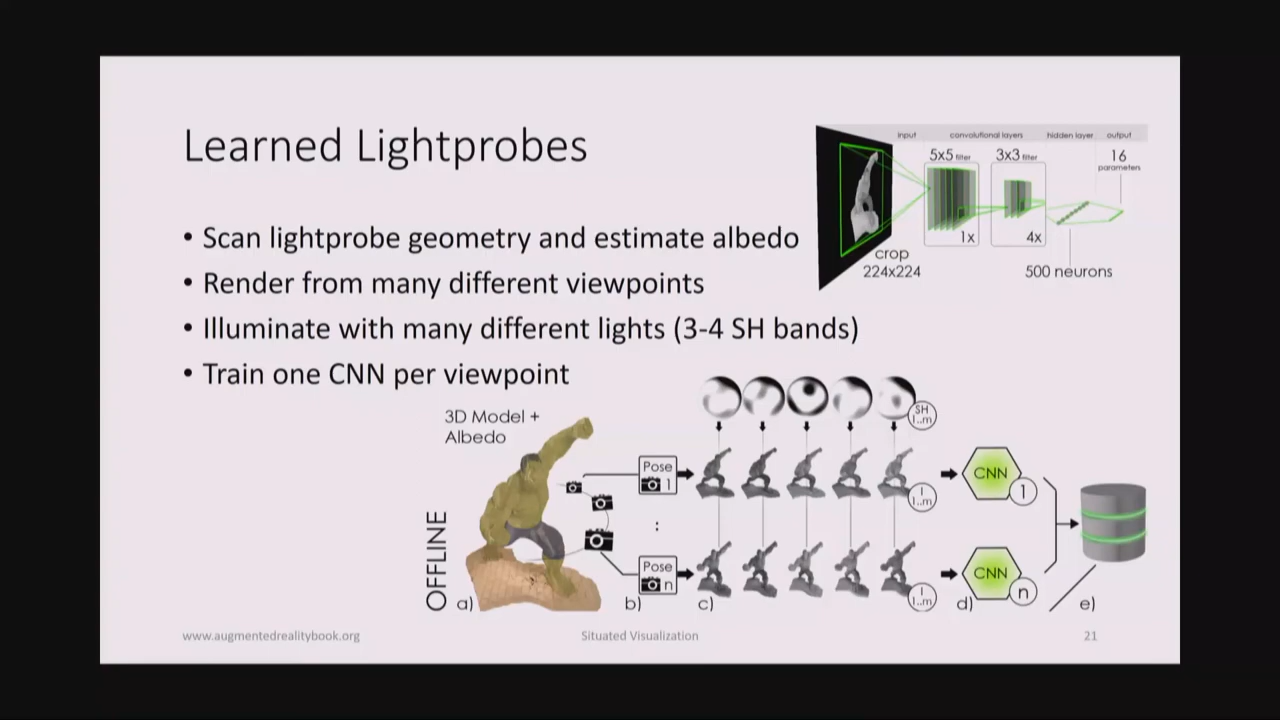 Learned Lightprobes
• Scan lightprobe geometry and estimate albedo
• Render from many different viewpoints
• Illuminate with many different lights (3-4 SH bands)
• Train one CNN per viewpoint
input convolutional layers hidden layer output
5x5 filter 3x3 filter 16
parameters
1x 4x
crop
224x224
500 neurons
3D Model +
Albedo
SH
1..m
Pose
1
I
1..m
CNN
1
:
Pose
n
I
1..m
CNN
n
OFFLINE
a) b) c) d) e)
www.augmentedrealitybook.org Situated Visualization 21